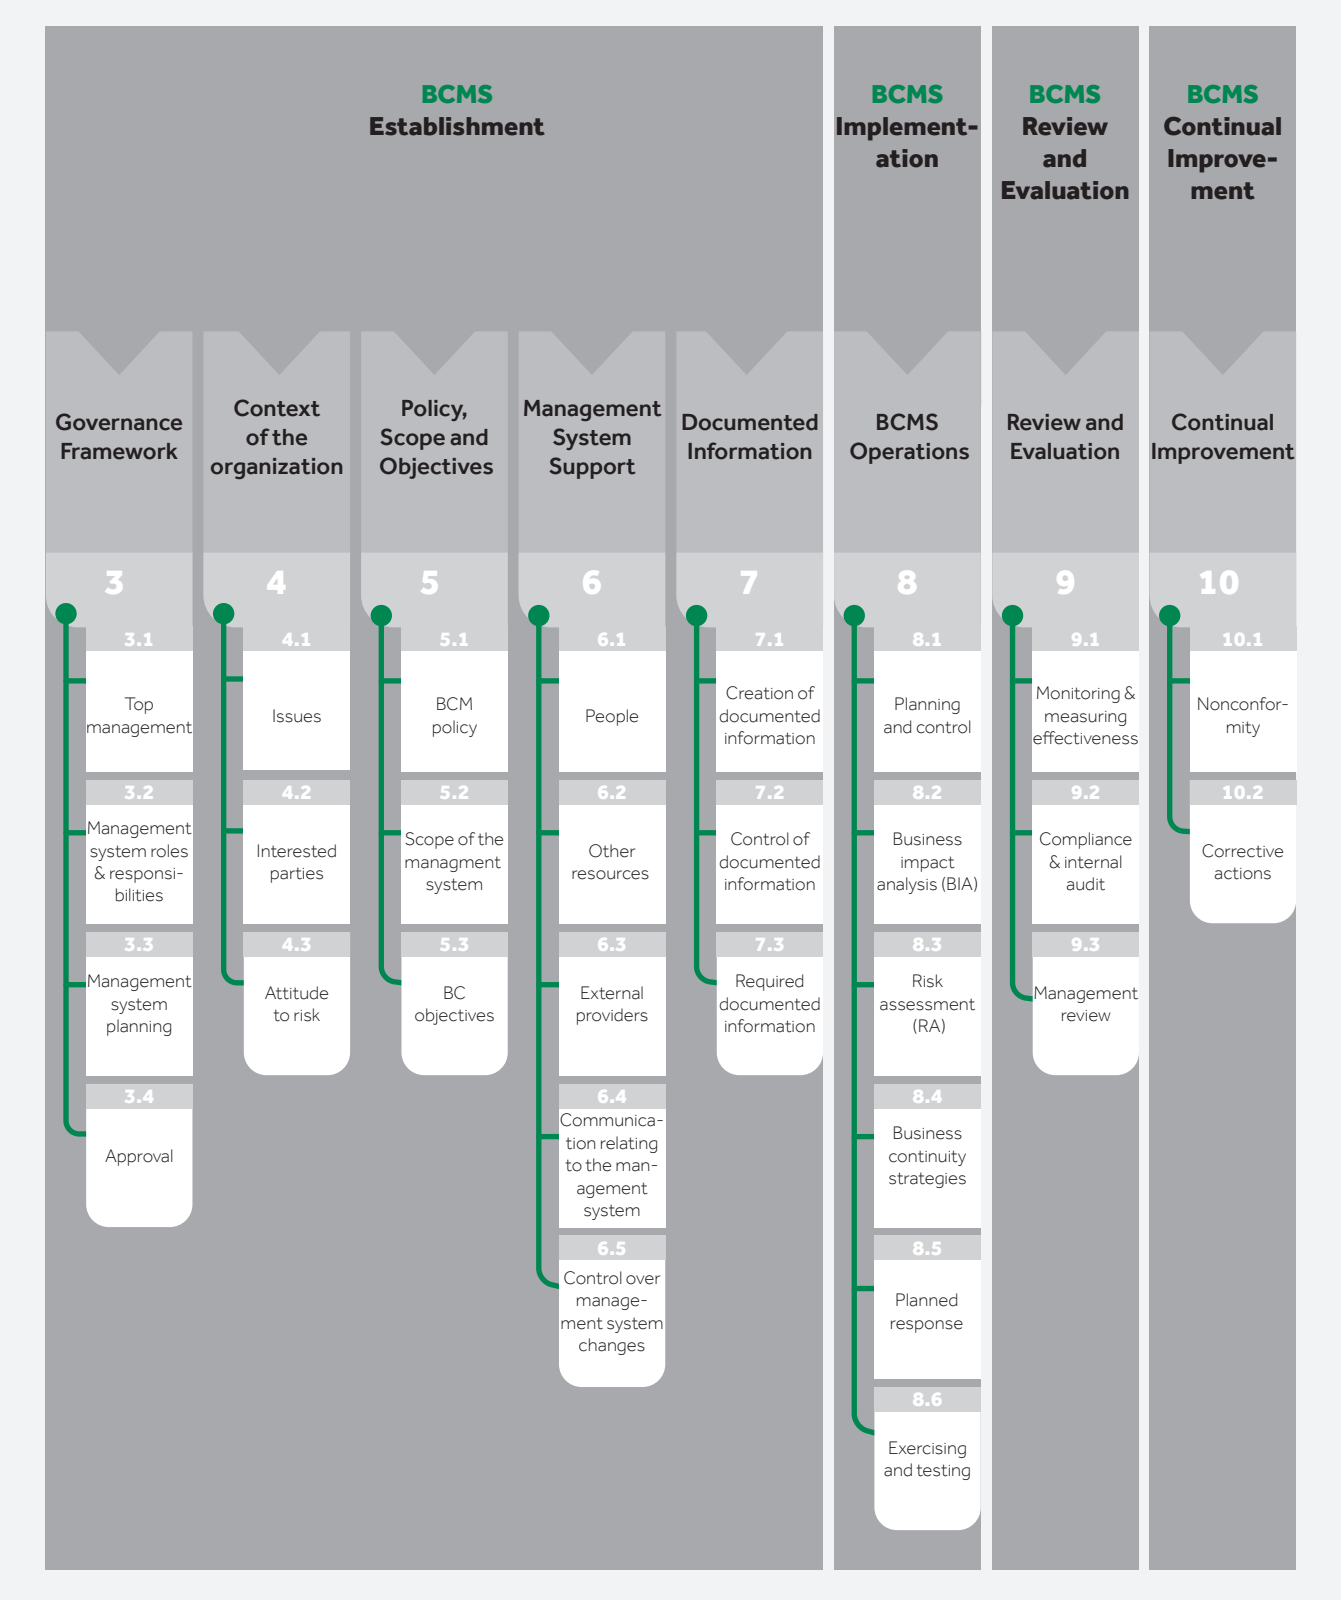 BCMS
Establishment
BCMS
Implement-
ation
BCMS
Review
and
Evaluation
BCMS
Continual
Improve-
ment
Governance
Framework
Context
of the
organization
Policy,
Scope and
Objectives
Management
System
Support
Documented
Information
BCMS
Operations
Review and
Evaluation
Continual
Improvement
3
3.1
Top
management
3.2
Management
system roles
& responsi-
bilities
3.3
Management
system
planning
3.4
Approval
4
4.1
Issues
4.2
Interested
parties
4.3
Attitude
to risk
5
5.1
BCM
policy
5.2
Scope of the
managment
system
5.3
BC
objectives
6
6.1
People
6.2
Other
resources
6.3
External
providers
6.4
Communica-
tion relating
to the man-
agement
system
6.5
Control over
manage-
ment system
changes
7
7.1
Creation of
documented
information
7.2
Control of
documented
information
7.3
Required
documented
information
8
8.1
Planning
and control
8.2
Business
impact
analysis (BIA)
8.3
Risk
assessment
(RA)
8.4
Business
continuity
strategies
8.5
Planned
response
8.6
Exercising
and testing
9
9.1
Monitoring &
measuring
effectiveness
9.2
Compliance
& internal
audit
9.3
Management
review
10
10.1
Nonconfor-
mity
10.2
Corrective
actions